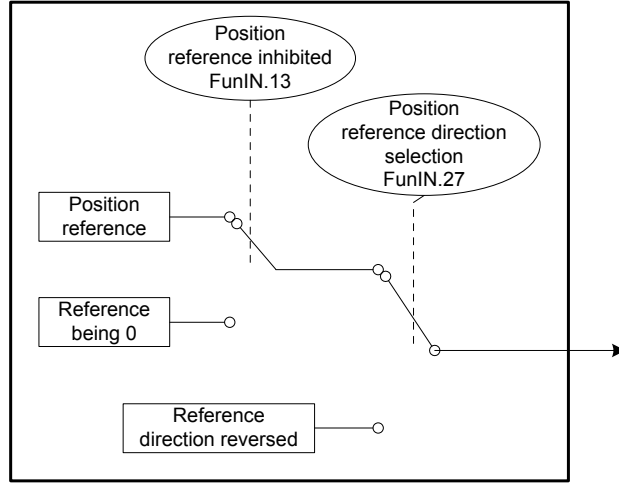 Position
reference inhibited
FunIN.13
Position
reference direction
selection
FunIN.27
Position
reference
Reference
being 0
Reference
direction reversed